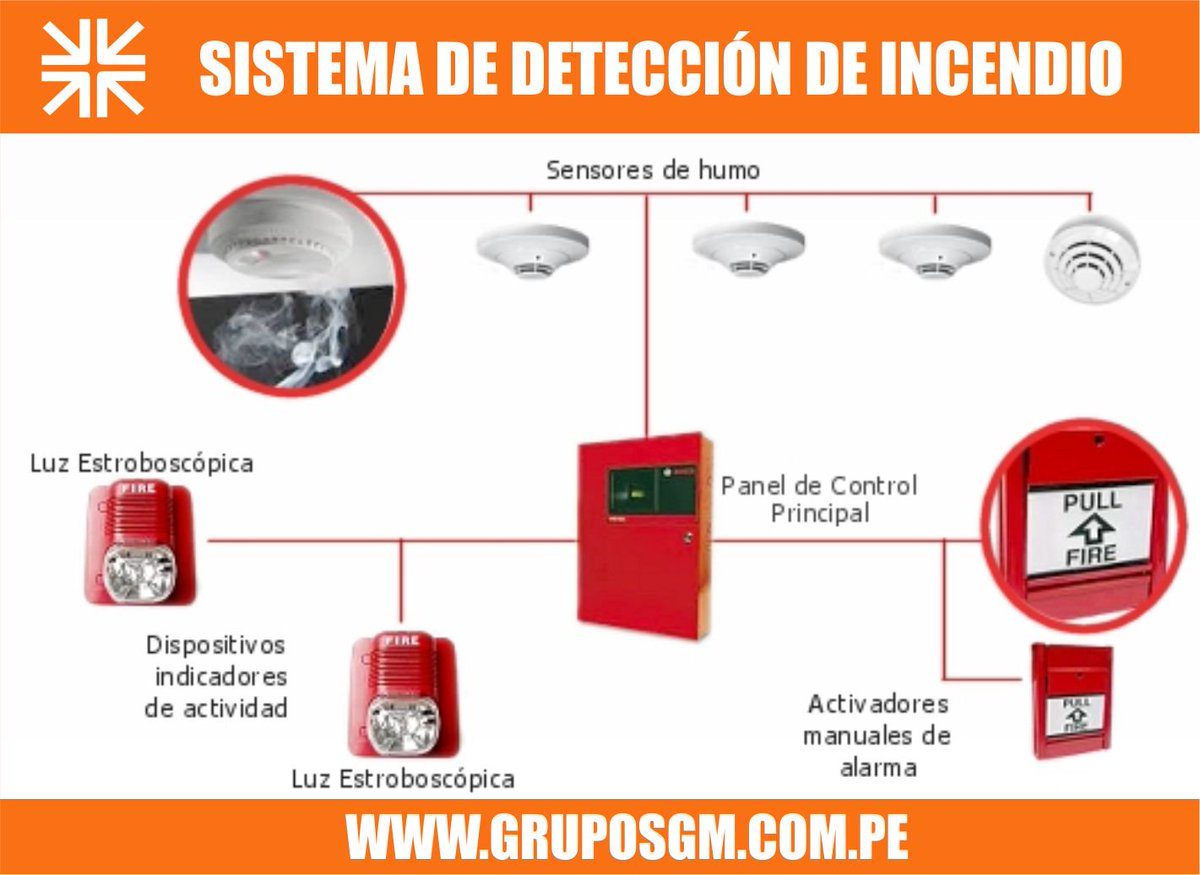 SISTEMA DE DETECCIÓN DE INCENDIO
Sensores de humo
Luz Estroboscópica
FIRE
Panel de Control
Principal
PULL
FIRE
Dispositivos
indicadores
de actividad
FIRE
Luz Estroboscópica
Activadores
manuales de
alarma
PULL
FIRE
WWW.GRUPOSGM.COM.PE